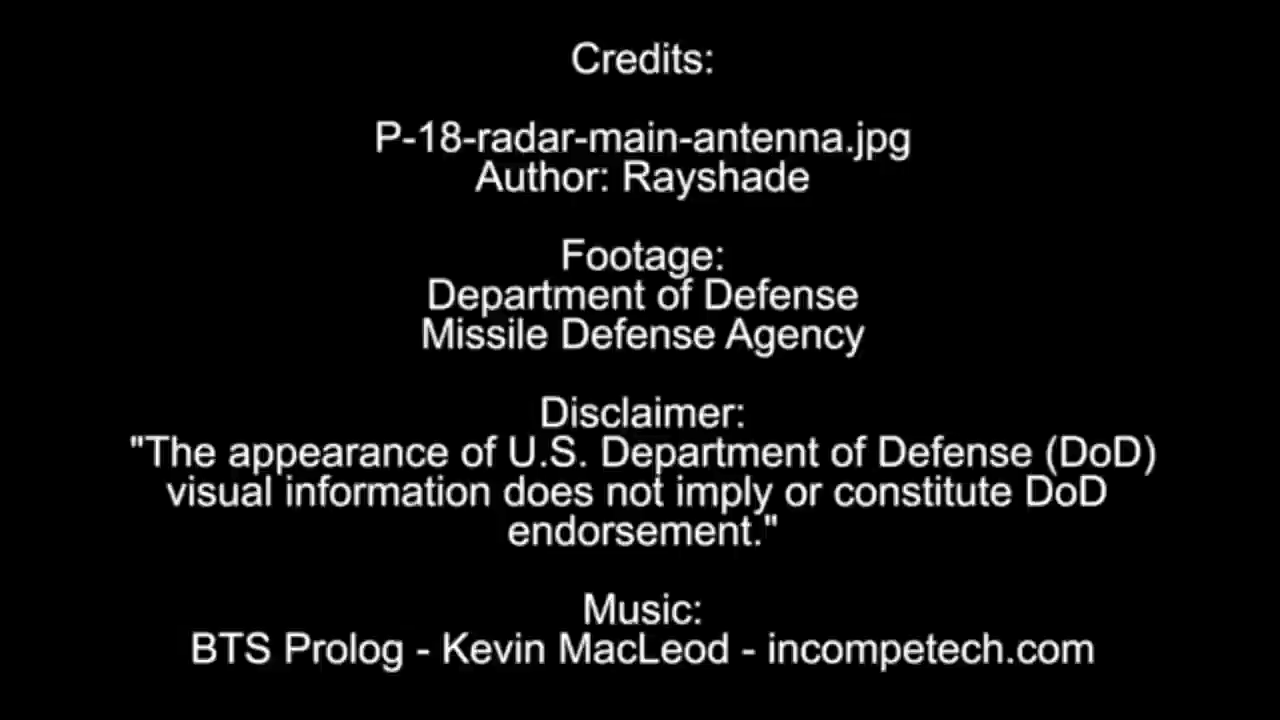 Credits:
P-18-radar-main-antenna.jpg
Author: Rayshade
Footage:
Department of Defense
Missile Defense Agency
Disclaimer:
"The appearance of U.S. Department of Defense (DoD)
visual information does not imply or constitute DoD
endorsement."
Music:
BTS Prolog - Kevin MacLeod - incompetech.com